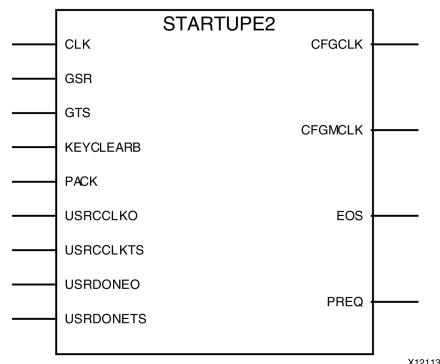 STARTUPE2
CLK
CFGCLK
GSR
GTS
CFGMCLK
KEYCLEARB
PACK
USRCCLKO
EOS
USRCCLKTS
USRDONEO
PREQ
USRDONETS
X12113